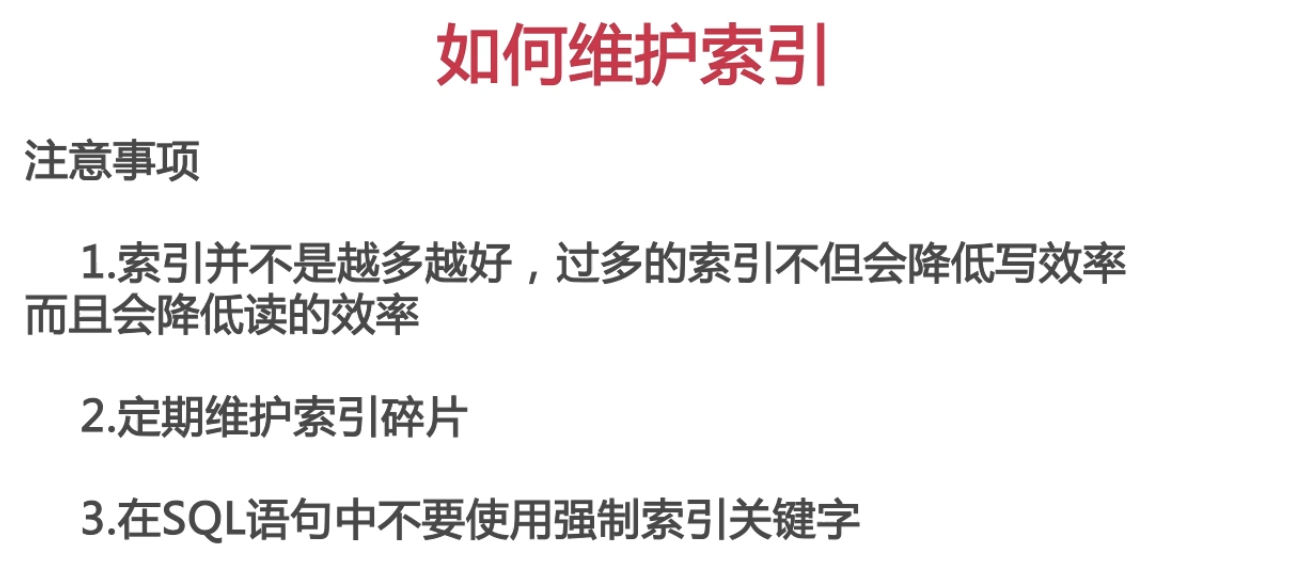 如何维护索引
注意事项
1.索引并不是越多越好，过多的索引不但会降低写效率
而且会降低读的效率
2.定期维护索引碎片
3.在SQL语句中不要使用强制索引关键字